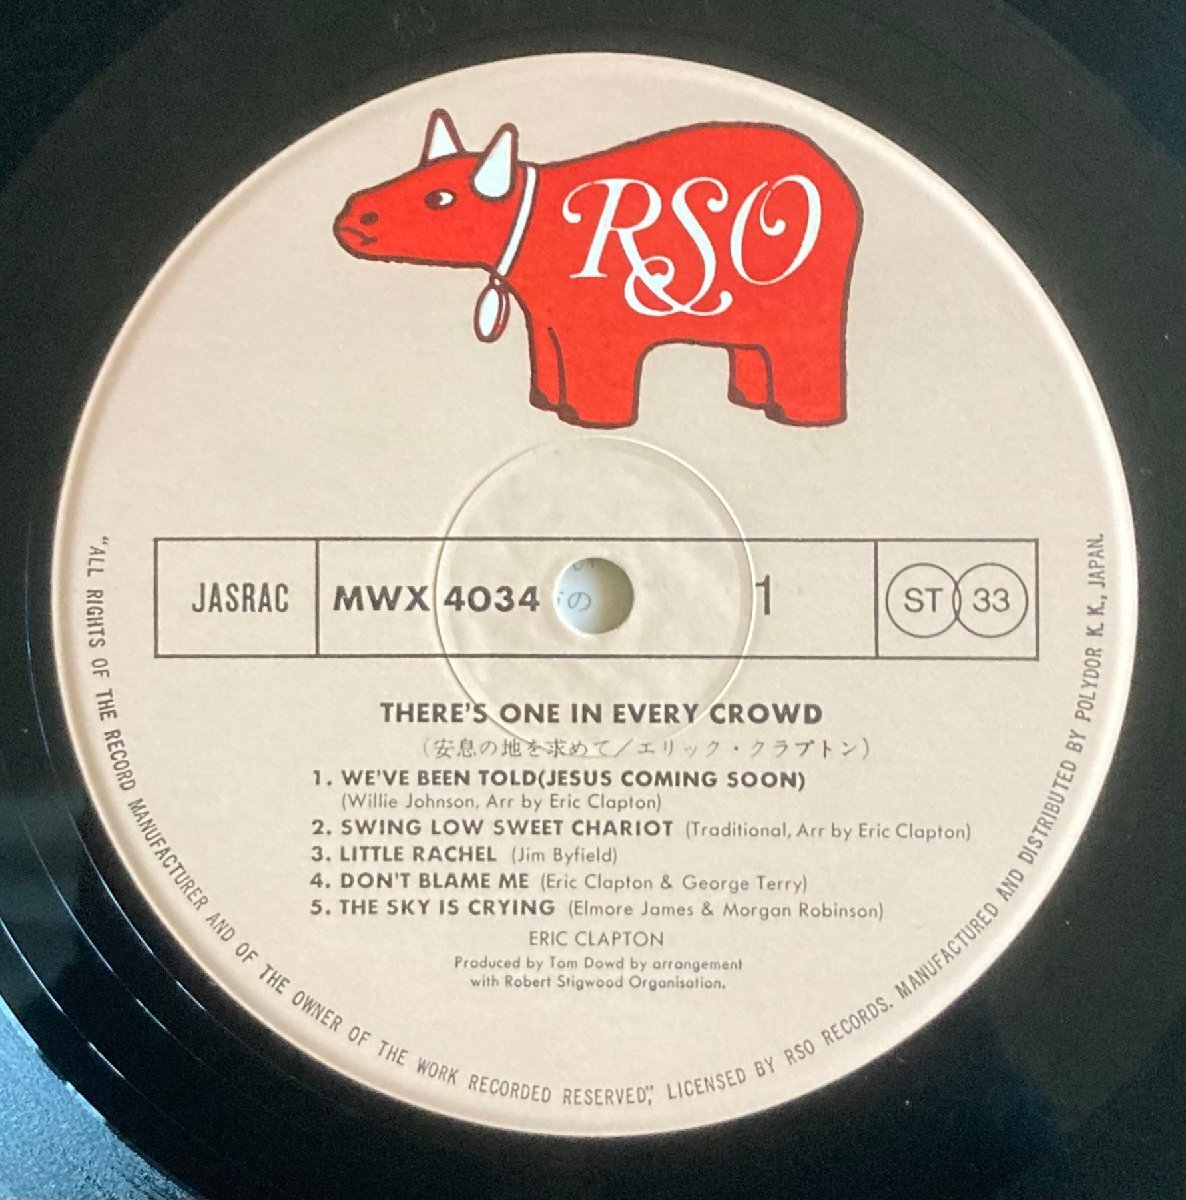 RSO
JASRAC
MWX 4034
の
1
ST 33
THERE'S ONE IN EVERY CROWD
(安息の地を求めて/エリック・クラプトン)
1. WE'VE BEEN TOLD(JESUS COMING SOON)
(Willie Johnson, Arr by Eric Clapton)
2. SWING LOW SWEET CHARIOT (Traditional, Arr by Eric Clapton)
3. LITTLE RACHEL (Jim Byfield)
4. DON'T BLAME ME (Eric Clapton & George Terry)
5. THE SKY IS CRYING (Elmore James & Morgan Robinson)
ERIC CLAPTON
Produced by Tom Dowd by arrangement
with Robert Stigwood Organisation.
"ALL RIGHTS OF THE RECORD MANUFACTURER AND OF THE OWNER OF THE WORK RECORDED RESERVED", LICENSED BY RSO RECORDS. MANUFACTURED AND DISTRIBUTED BY POLYDOR K. K., JAPAN.